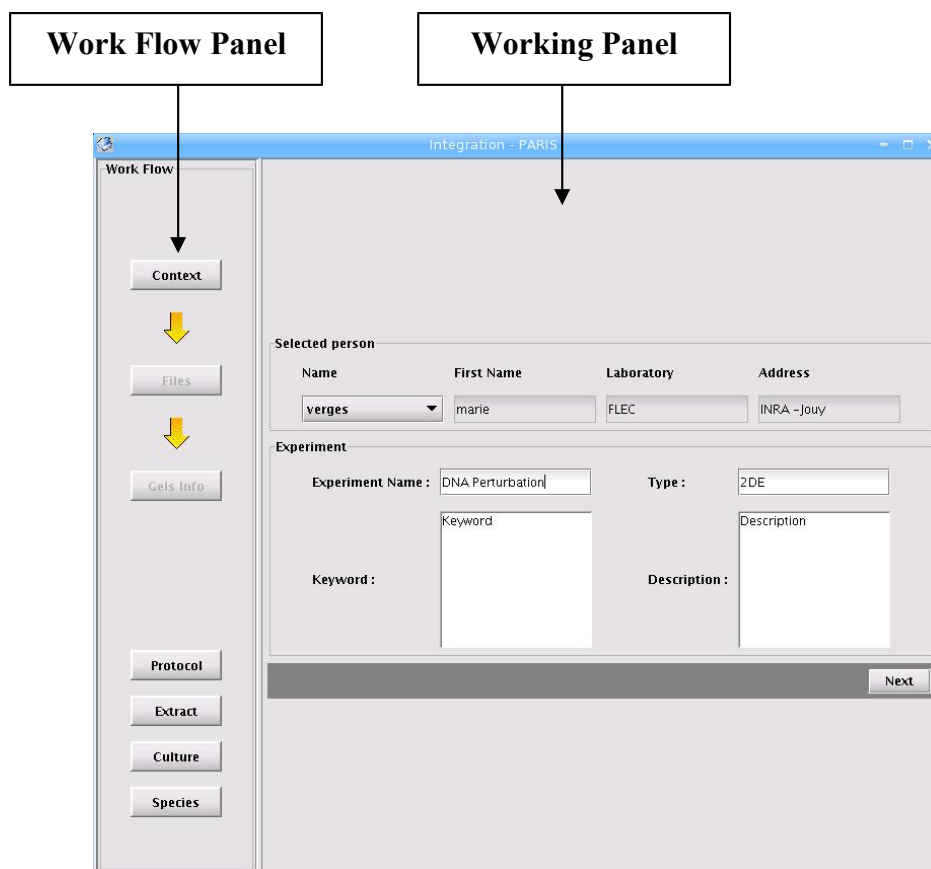 Work Flow Panel
Working Panel
Integration - PARIS
Work Flow
Context
Files
Gels Info
Protocol
Extract
Culture
Species
Selected person
Name First Name Laboratory Address
verges marie FLEC INRA -Jouy
Experiment
Experiment Name : DNA Perturbation Type : 2DE
Keyword : Keyword Description : Description
Next